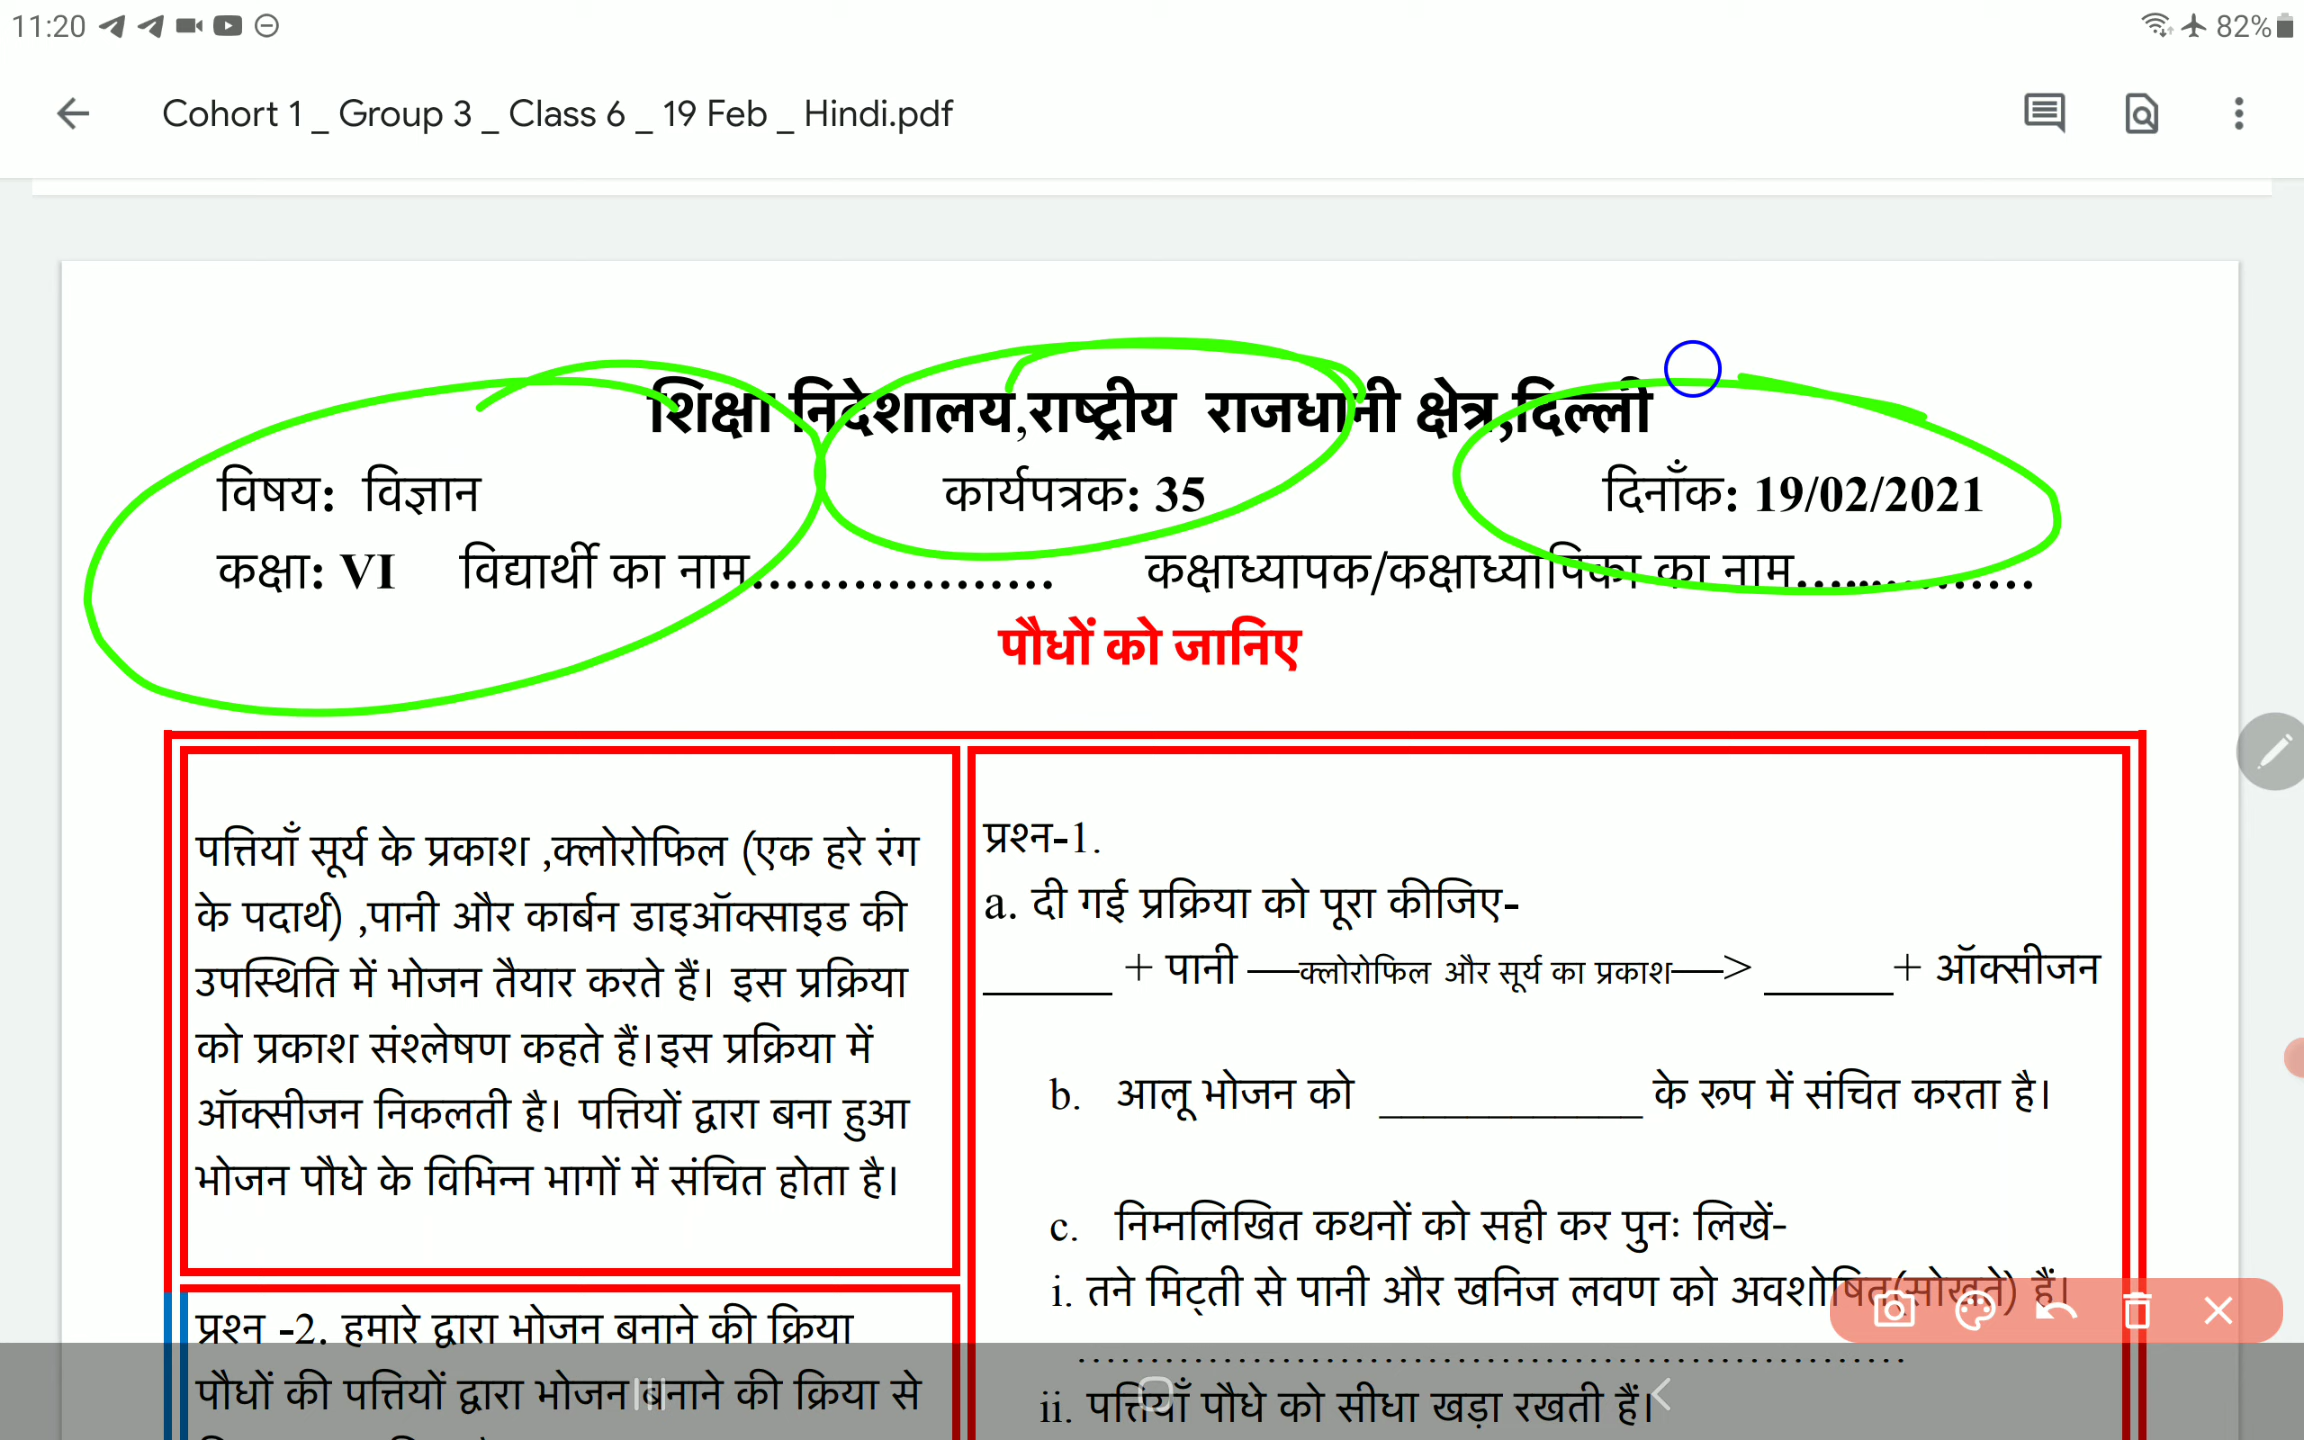 11:20
82%
Cohort 1 _ Group 3 _ Class 6 _ 19 Feb _ Hindi.pdf
शिक्षा निदेशालय,राष्ट्रीय राजधानी क्षेत्र,दिल्ली
विषय: विज्ञान कार्यपत्रक: 35 दिनाँक: 19/02/2021
कक्षा: VI विद्यार्थी का नाम.................. कक्षाध्यापक/कक्षाध्यापिका का नाम...............
पौधों को जानिए
पत्तियाँ सूर्य के प्रकाश ,क्लोरोफिल (एक हरे रंग
के पदार्थ) ,पानी और कार्बन डाइऑक्साइड की
उपस्थिति में भोजन तैयार करते हैं। इस प्रक्रिया
को प्रकाश संश्लेषण कहते हैं।इस प्रक्रिया में
ऑक्सीजन निकलती है। पत्तियों द्वारा बना हुआ
भोजन पौधे के विभिन्न भागों में संचित होता है।
प्रश्न -2. हमारे द्वारा भोजन बनाने की क्रिया
पौधों की पत्तियों द्वारा भोजन बनाने की क्रिया से
प्रश्न-1.
a. दी गई प्रक्रिया को पूरा कीजिए-
______ + पानी —क्लोरोफिल और सूर्य का प्रकाश—> ______+ ऑक्सीजन
b. आलू भोजन को ____________ के रूप में संचित करता है।
c. निम्नलिखित कथनों को सही कर पुनः लिखें-
i. तने मिट्ती से पानी और खनिज लवण को अवशोषित(सोखते) हैं।
..........................................................
ii. पत्तियाँ पौधे को सीधा खड़ा रखती हैं।